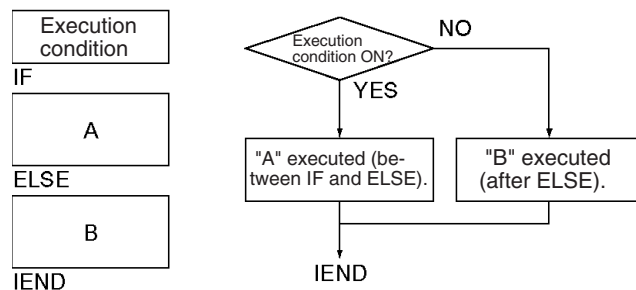 Execution
condition
IF
A
ELSE
B
IEND
Execution
condition ON?
NO
YES
"A" executed (be-
tween IF and ELSE).
"B" executed
(after ELSE).
IEND